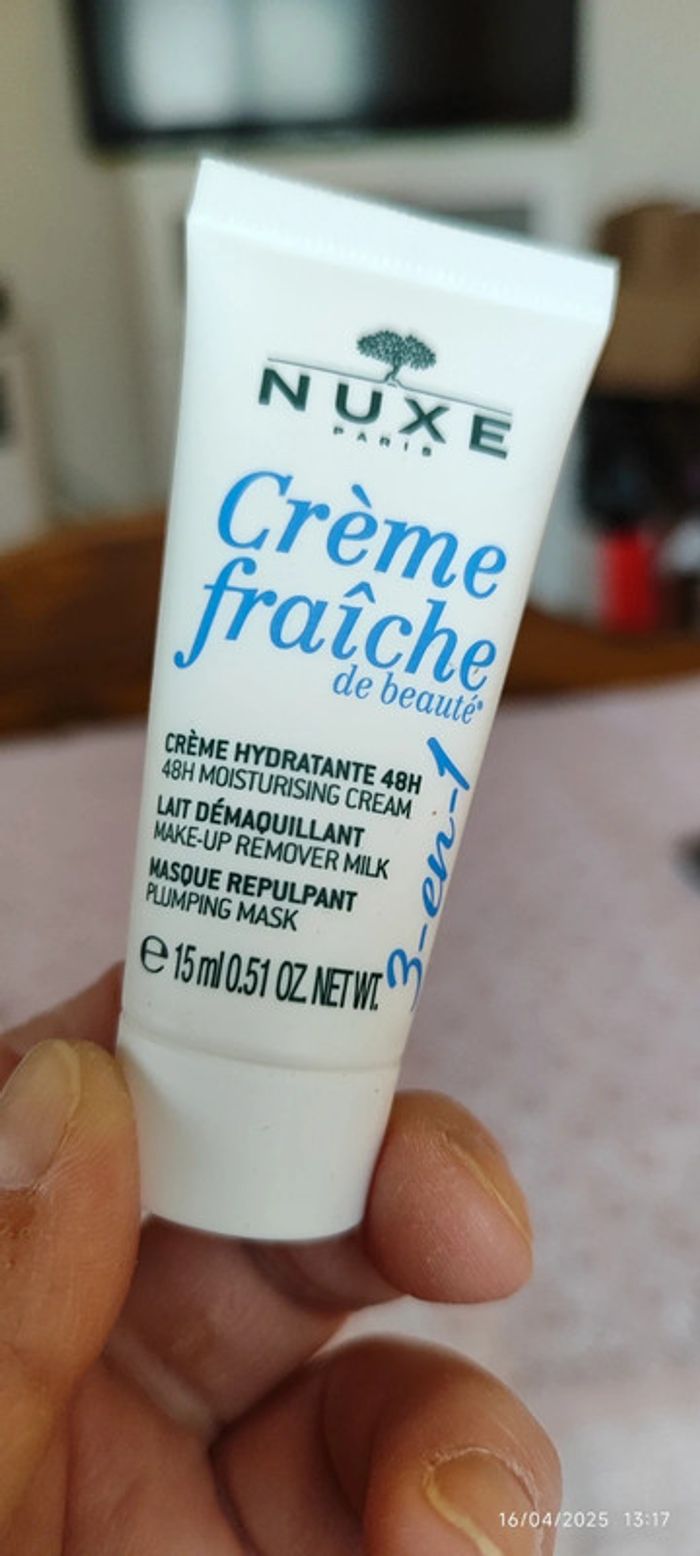 NUXE
PARIS
Crème
fraîche
de beauté®
CRÈME HYDRATANTE 48H
48H MOISTURISING CREAM
LAIT DÉMAQUILLANT
MAKE-UP REMOVER MILK
MASQUE REPULPANT
PLUMPING MASK
3-en-1
℮ 15 ml 0.51 OZ. NET WT.
16/04/2025 13:17